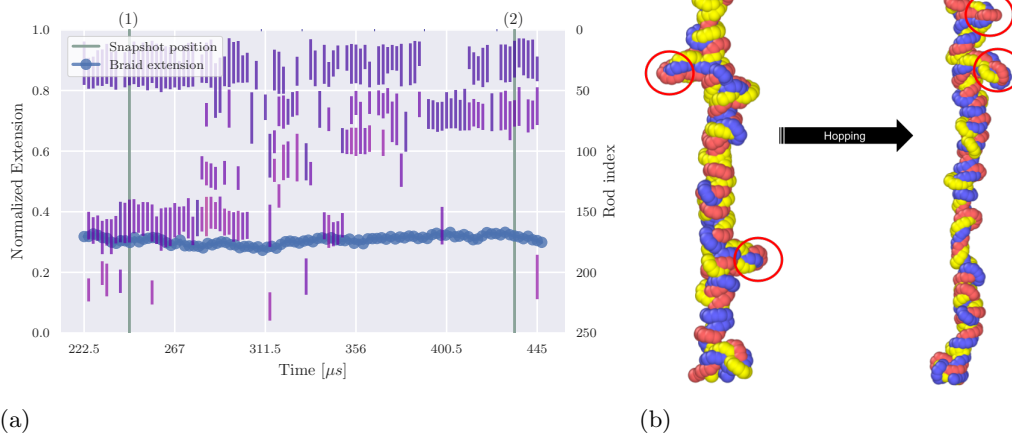 (1)
(2)
1.0
0.8
0.6
0.4
0.2
0.0
Normalized Extension
Snapshot position
Braid extension
0
50
100
150
200
250
Rod index
222.5
267
311.5
356
400.5
445
Time [μs]
Hopping
(a)
(b)